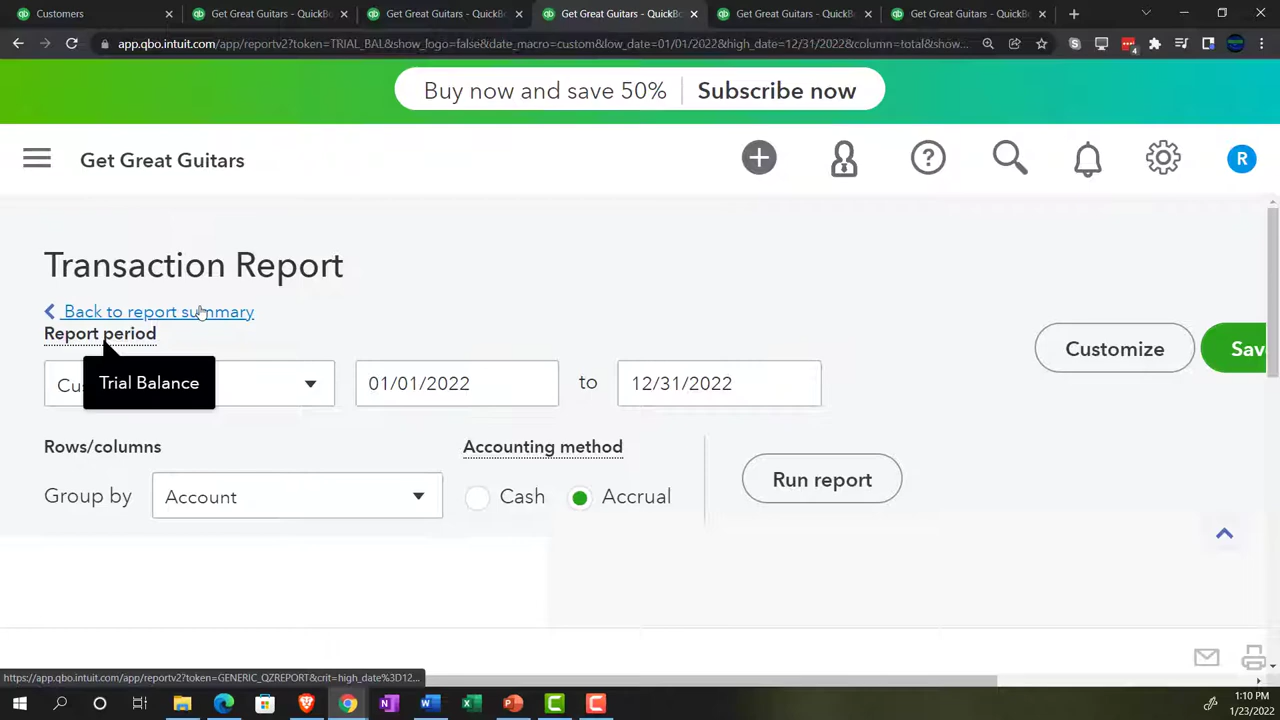 Customers
Get Great Guitars - QuickBo
Get Great Guitars - QuickBo
Get Great Guitars - QuickBo
Get Great Guitars - QuickBo
Get Great Guitars - QuickBo
app.qbo.intuit.com/app/reportv2?token=TRIAL_BAL&show_logo=false&date_macro=custom&low_date=01/01/2022&high_date=12/31/2022&column=total&show...
4
Buy now and save 50%
Subscribe now
Get Great Guitars
R
Transaction Report
Back to report summary
Report period
Customize
Sav
Cus
Trial Balance
01/01/2022
to
12/31/2022
Rows/columns
Accounting method
Group by
Account
Cash
Accrual
Run report
https://app.qbo.intuit.com/app/reportv2?token=GENERIC_QZREPORT&crit=high_date%3D12...
1:10 PM
1/23/2022